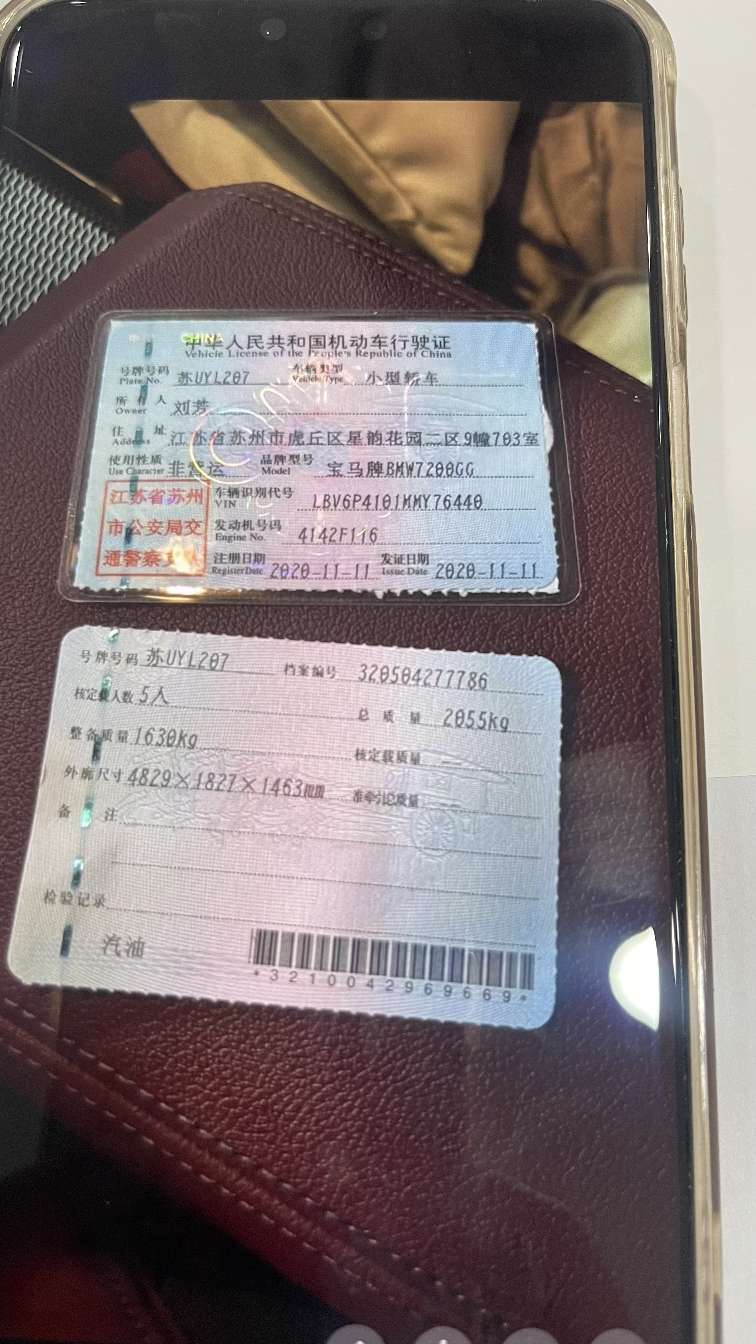 CHINA
中华人民共和国机动车行驶证
Vehicle License of the People's Republic of China
号牌号码 苏UYL207 车辆类型 小型轿车
Plate No. Vehicle Type
所有人 刘芳
Owner
住址 江苏省苏州市虎丘区星韵花园二区9幢703室
Address
使用性质 非营运 品牌型号 宝马牌BMW7200GG
Use Character Model
江苏省苏州
市公安局交
通警察支
车辆识别代号 LBV6P4101MMY76440
VIN
发动机号码 4142F116
Engine No.
注册日期 2020-11-11 发证日期 2020-11-11
Register Date Issue Date
号牌号码 苏UYL207 档案编号 320504277786
核定载人数 5人 总质量 2055kg
整备质量 1630kg 核定载质量 --
外廓尺寸 4829×1827×1463 准牵引总质量 --
备注
检验记录
汽油
*3210042969669*